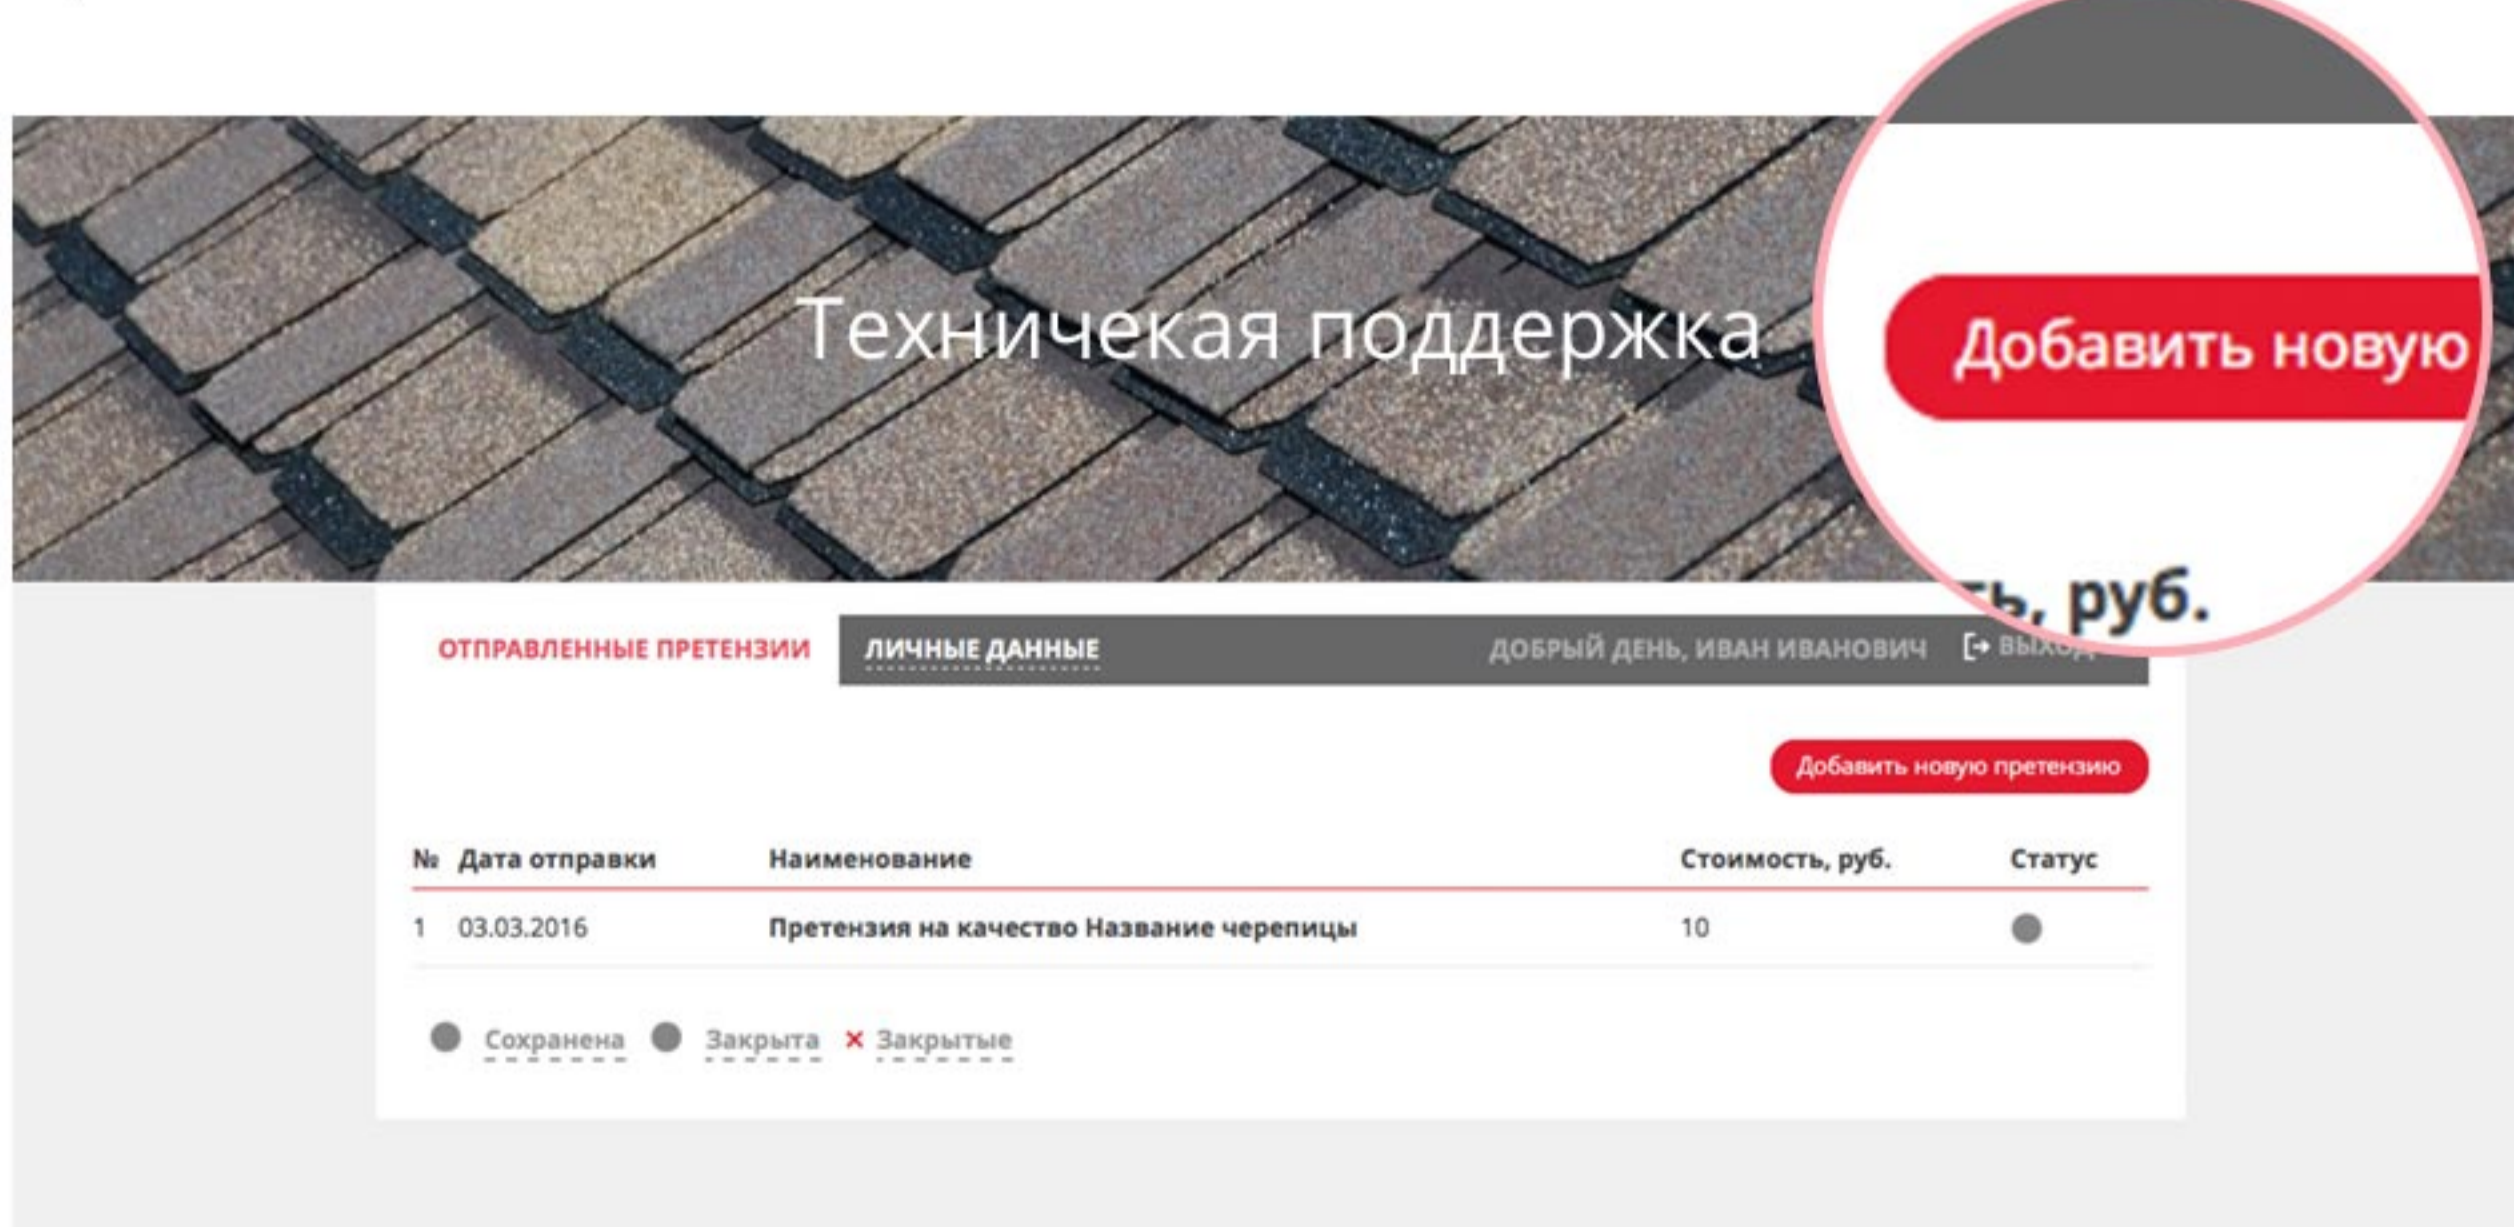 Техничекая поддержка
Добавить новую
ь, руб.
ОТПРАВЛЕННЫЕ ПРЕТЕНЗИИ ЛИЧНЫЕ ДАННЫЕ ДОБРЫЙ ДЕНЬ, ИВАН ИВАНОВИЧ ВЫХОД
Добавить новую претензию
№ Дата отправки Наименование Стоимость, руб. Статус
1 03.03.2016 Претензия на качество Название черепицы 10
Сохранена Закрыта × Закрытые